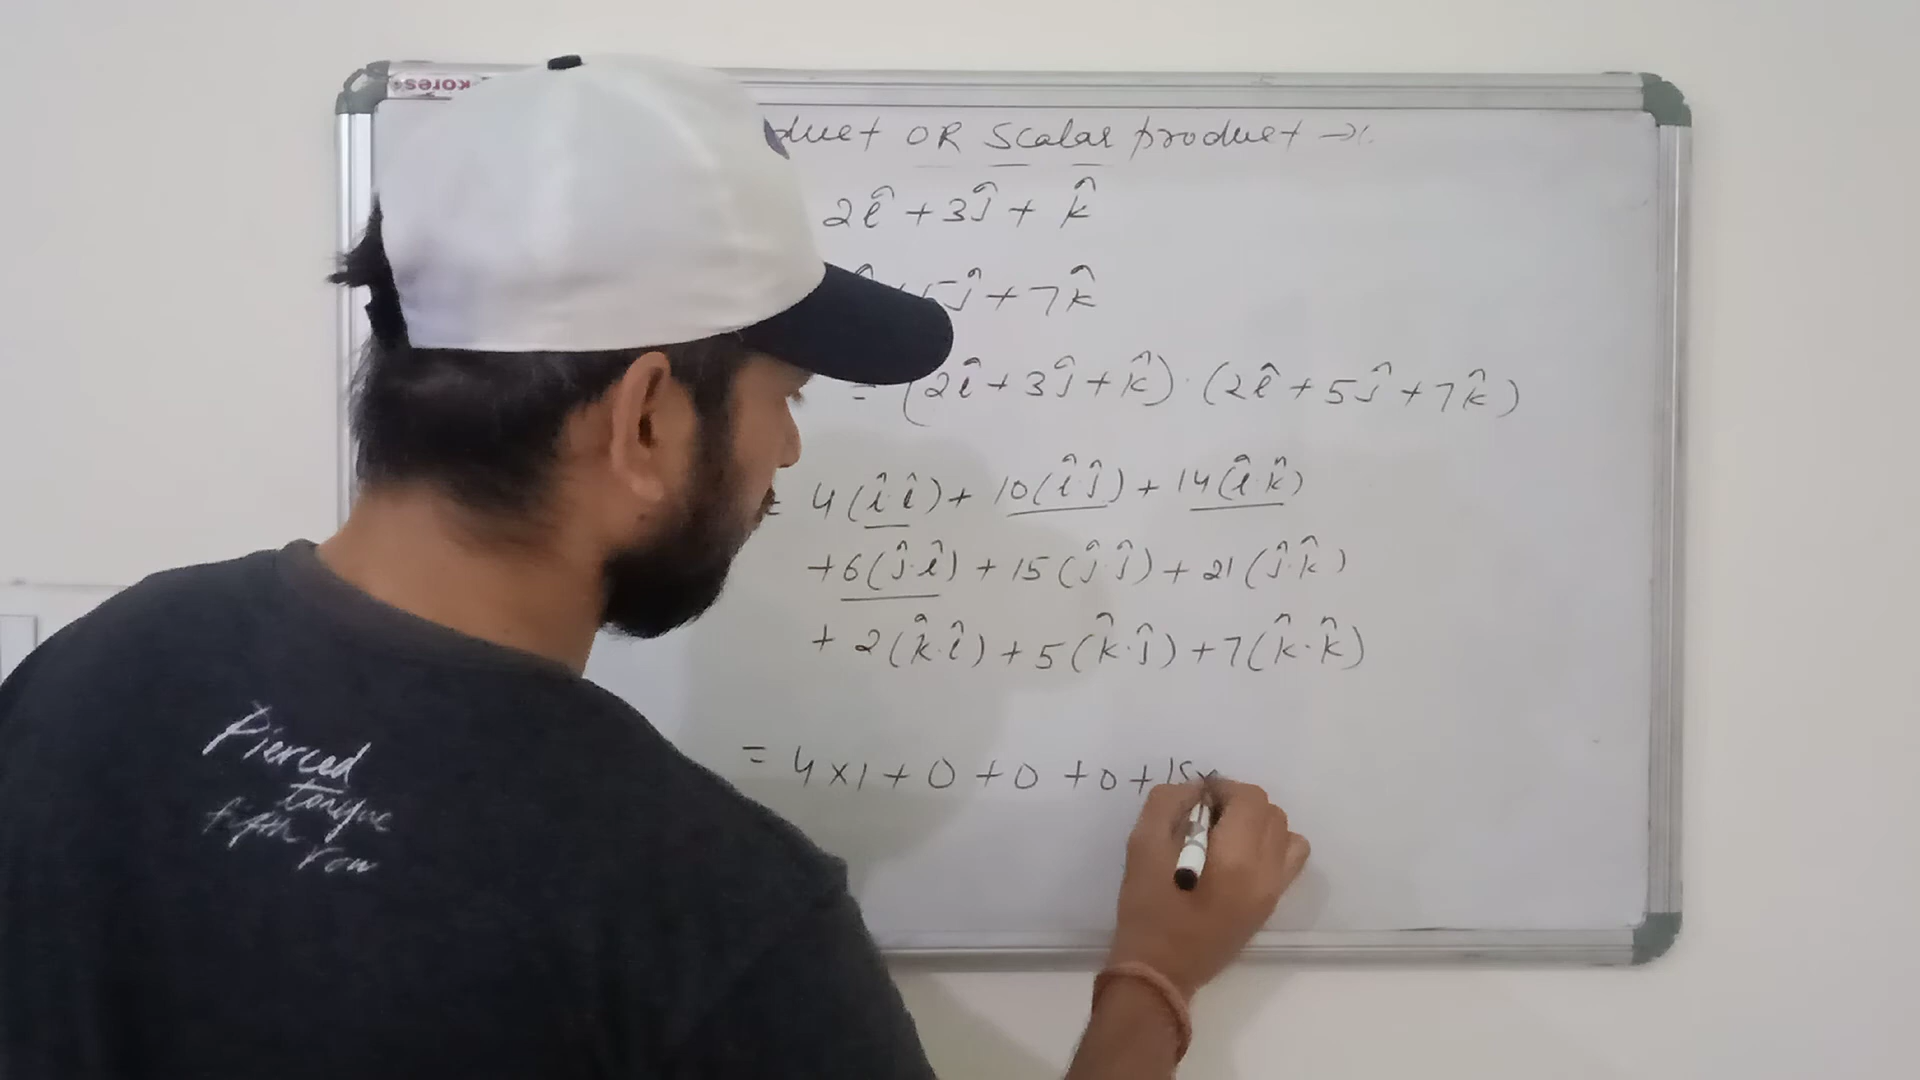 kores
duct OR Scalar product →
2î + 3ĵ + k̂
5ĵ + 7k̂
= (2î + 3ĵ + k̂) · (2î + 5ĵ + 7k̂)
= 4(î·î) + 10(î·ĵ) + 14(î·k̂)
+ 6(ĵ·î) + 15(ĵ·ĵ) + 21(ĵ·k̂)
+ 2(k̂·î) + 5(k̂·ĵ) + 7(k̂·k̂)
= 4×1 + 0 + 0 + 0 + 15×
Pierced
tongue
fifth
row